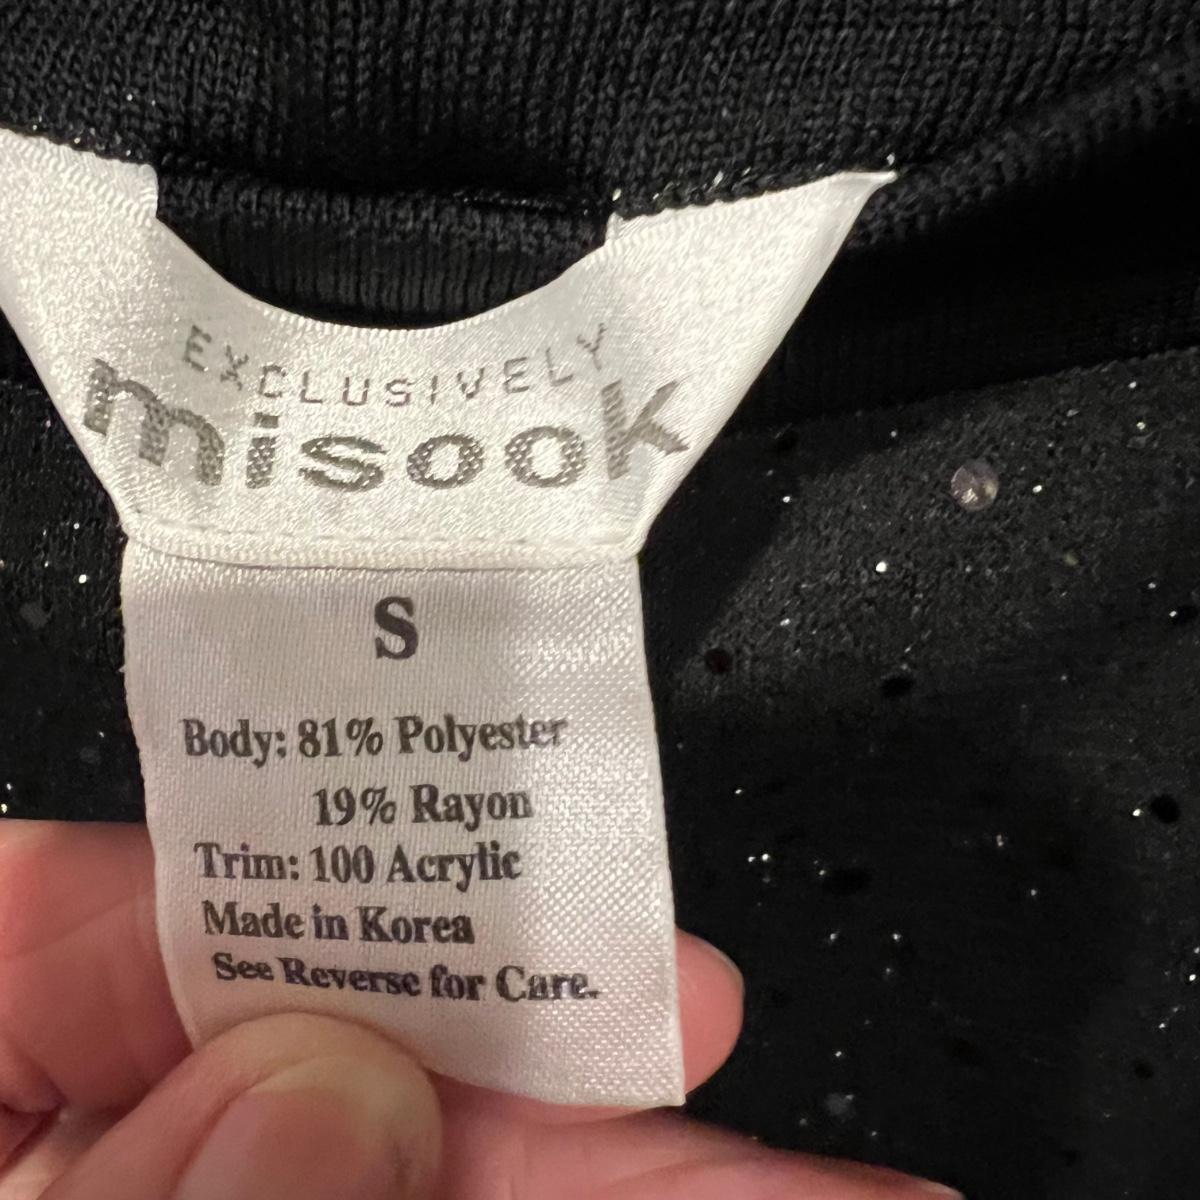 EXCLUSIVELY
misook
S
Body: 81% Polyester
19% Rayon
Trim: 100 Acrylic
Made in Korea
See Reverse for Care.